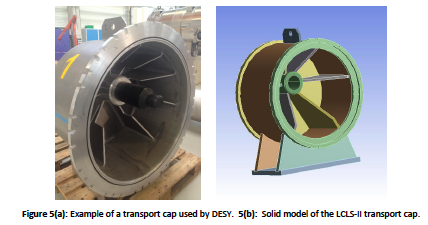 Figure 5(a): Example of a transport cap used by DESY. 5(b): Solid model of the LCLS-II transport cap.